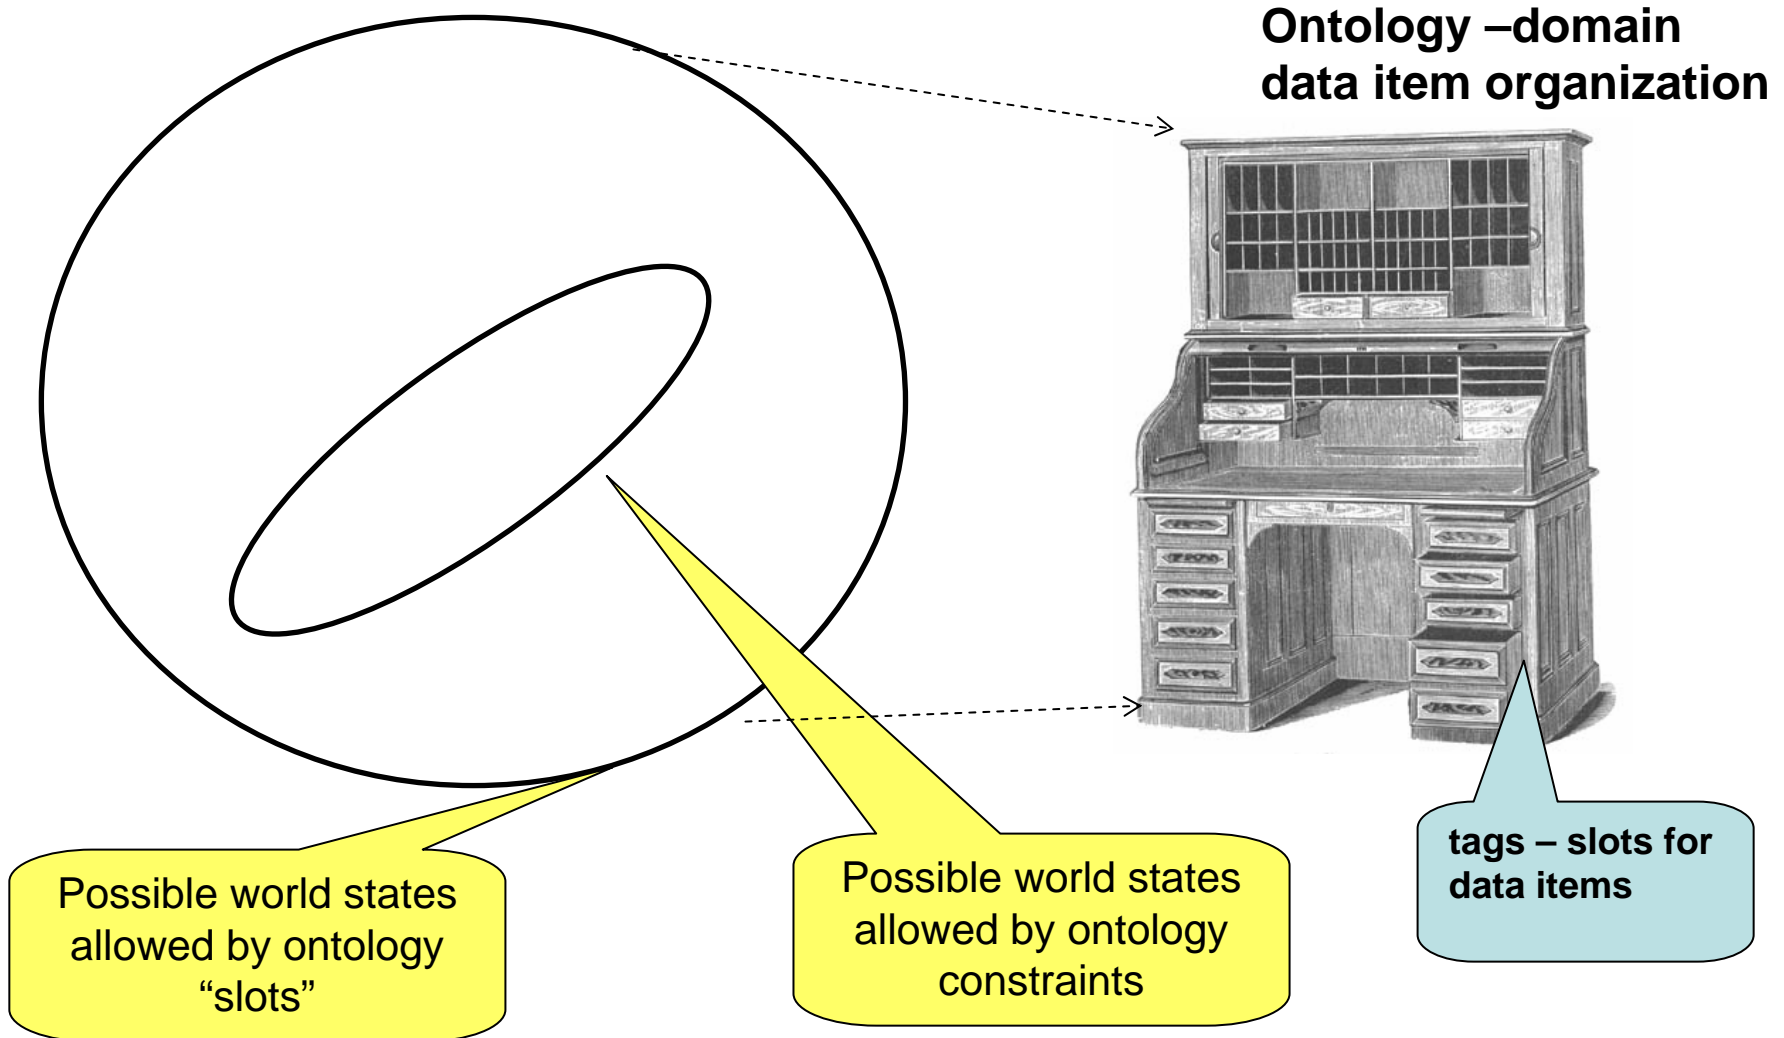 Ontology –domain
data item organization
Possible world states
allowed by ontology
“slots”
Possible world states
allowed by ontology
constraints
tags – slots for
data items